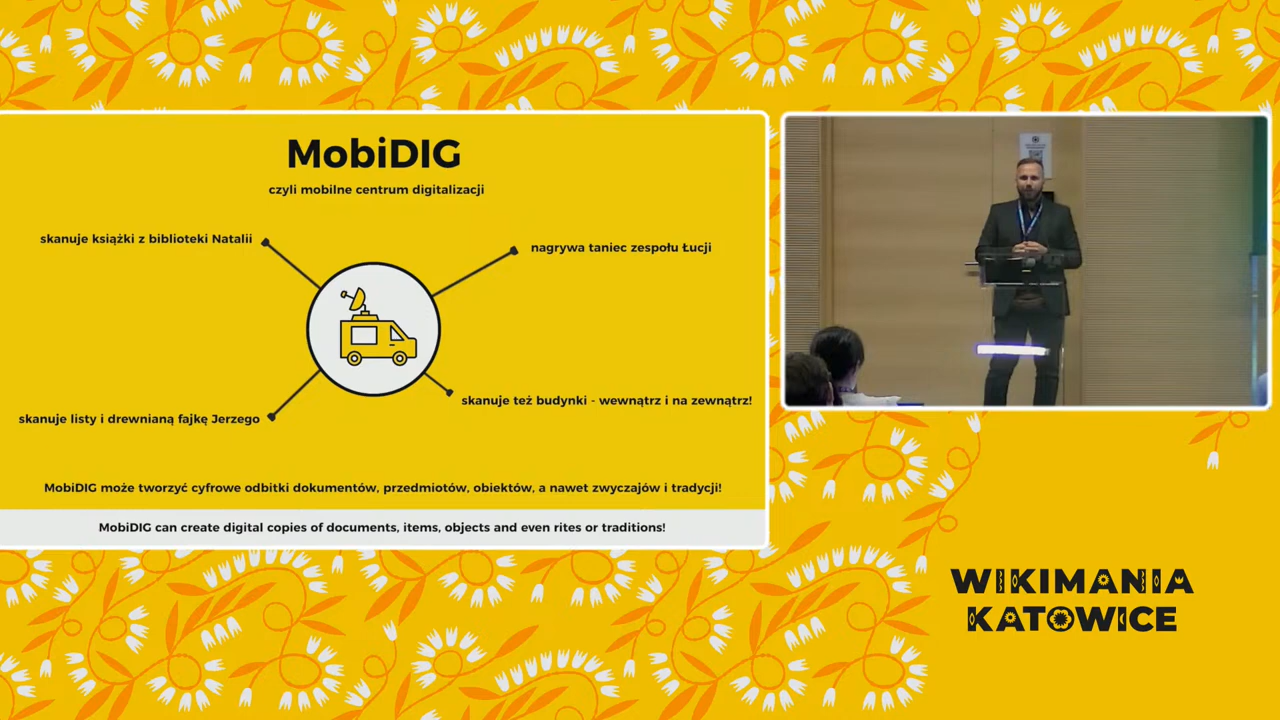 MobiDIG
czyli mobilne centrum digitalizacji
skanuje książki z biblioteki Natalii
nagrywa taniec zespołu Łucji
skanuje listy i drewnianą fajkę Jerzego
skanuje też budynki - wewnątrz i na zewnątrz!
MobiDIG może tworzyć cyfrowe odbitki dokumentów, przedmiotów, obiektów, a nawet zwyczajów i tradycji!
MobiDIG can create digital copies of documents, items, objects and even rites or traditions!
WIKIMANIA
KATOWICE